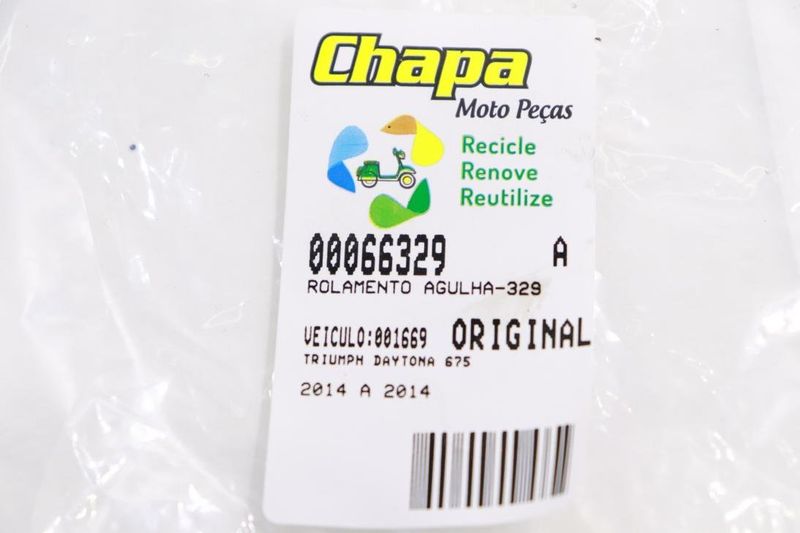 Chapa
Moto Peças
Recicle
Renove
Reutilize
00066329 A
ROLAMENTO AGULHA-329
VEICULO:001669 ORIGINAL
TRIUMPH DAYTONA 675
2014 A 2014